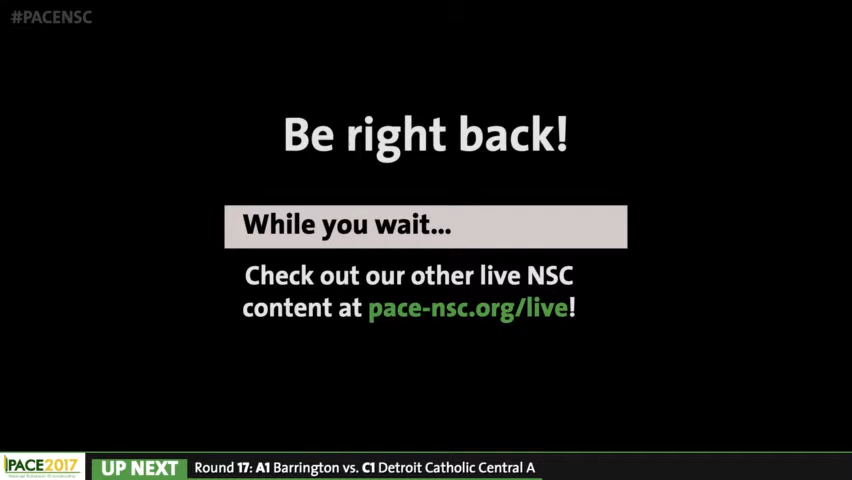 #PACENSC
Be right back!
While you wait...
Check out our other live NSC
content at pace-nsc.org/live!
PACE2017
UP NEXT
Round 17: A1 Barrington vs. C1 Detroit Catholic Central A